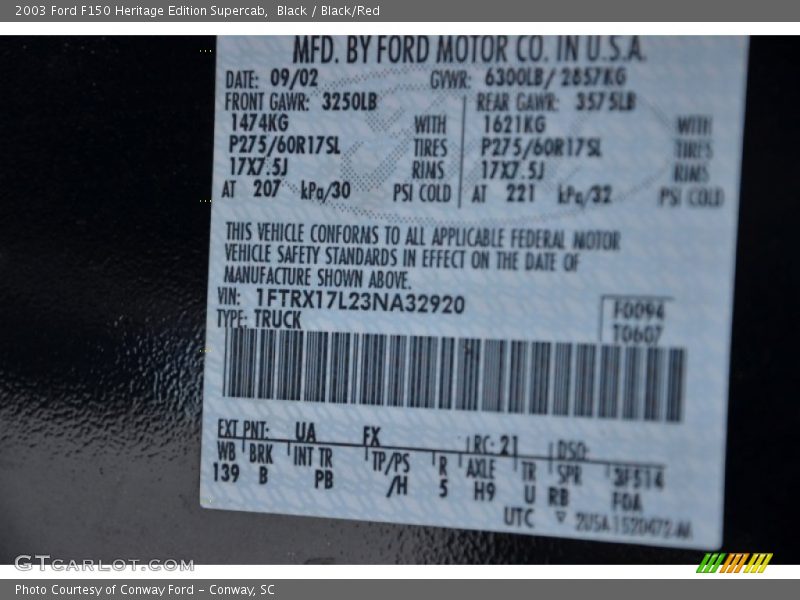 2003 Ford F150 Heritage Edition Supercab, Black / Black/Red
MFD. BY FORD MOTOR CO. IN U.S.A.
DATE: 09/02 GVWR: 6300LB/ 2857KG
FRONT GAWR: 3250LB REAR GAWR: 3575LB
1474KG WITH 1621KG WITH
P275/60R17SL TIRES P275/60R17SL TIRES
17X7.5J RIMS 17X7.5J RIMS
AT 207 kPa/30 PSI COLD AT 221 kPa/32 PSI COLD
THIS VEHICLE CONFORMS TO ALL APPLICABLE FEDERAL MOTOR
VEHICLE SAFETY STANDARDS IN EFFECT ON THE DATE OF
MANUFACTURE SHOWN ABOVE.
VIN: 1FTRX17L23NA32920 F0094
TYPE: TRUCK T0607
EXT PNT: UA FX RC: 21 DSO:
WB BRK INT TR TP/PS R AXLE TR SPR 3F514
139 B PB /H 5 H9 U RB FOA
UTC ▽ 2U5A 1520472 AA
GTCarLot.com
Photo Courtesy of Conway Ford – Conway, SC